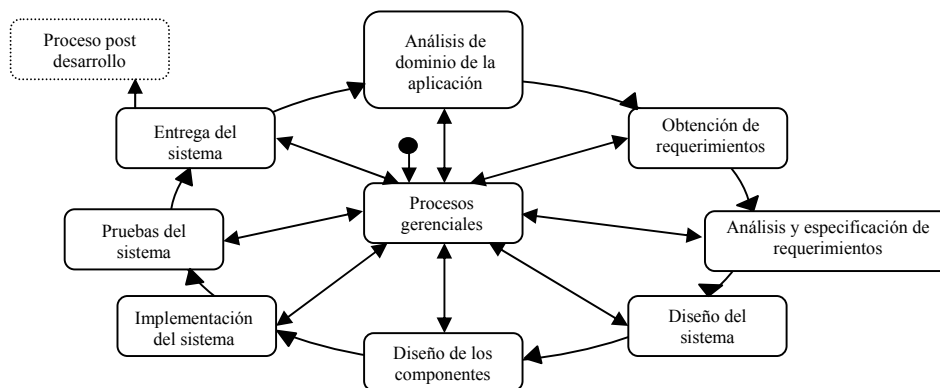 Proceso post
desarrollo
Análisis de
dominio de la
aplicación
Entrega del
sistema
Obtención de
requerimientos
Procesos
gerenciales
Pruebas del
sistema
Análisis y especificación de
requerimientos
Implementación
del sistema
Diseño de los
componentes
Diseño del
sistema